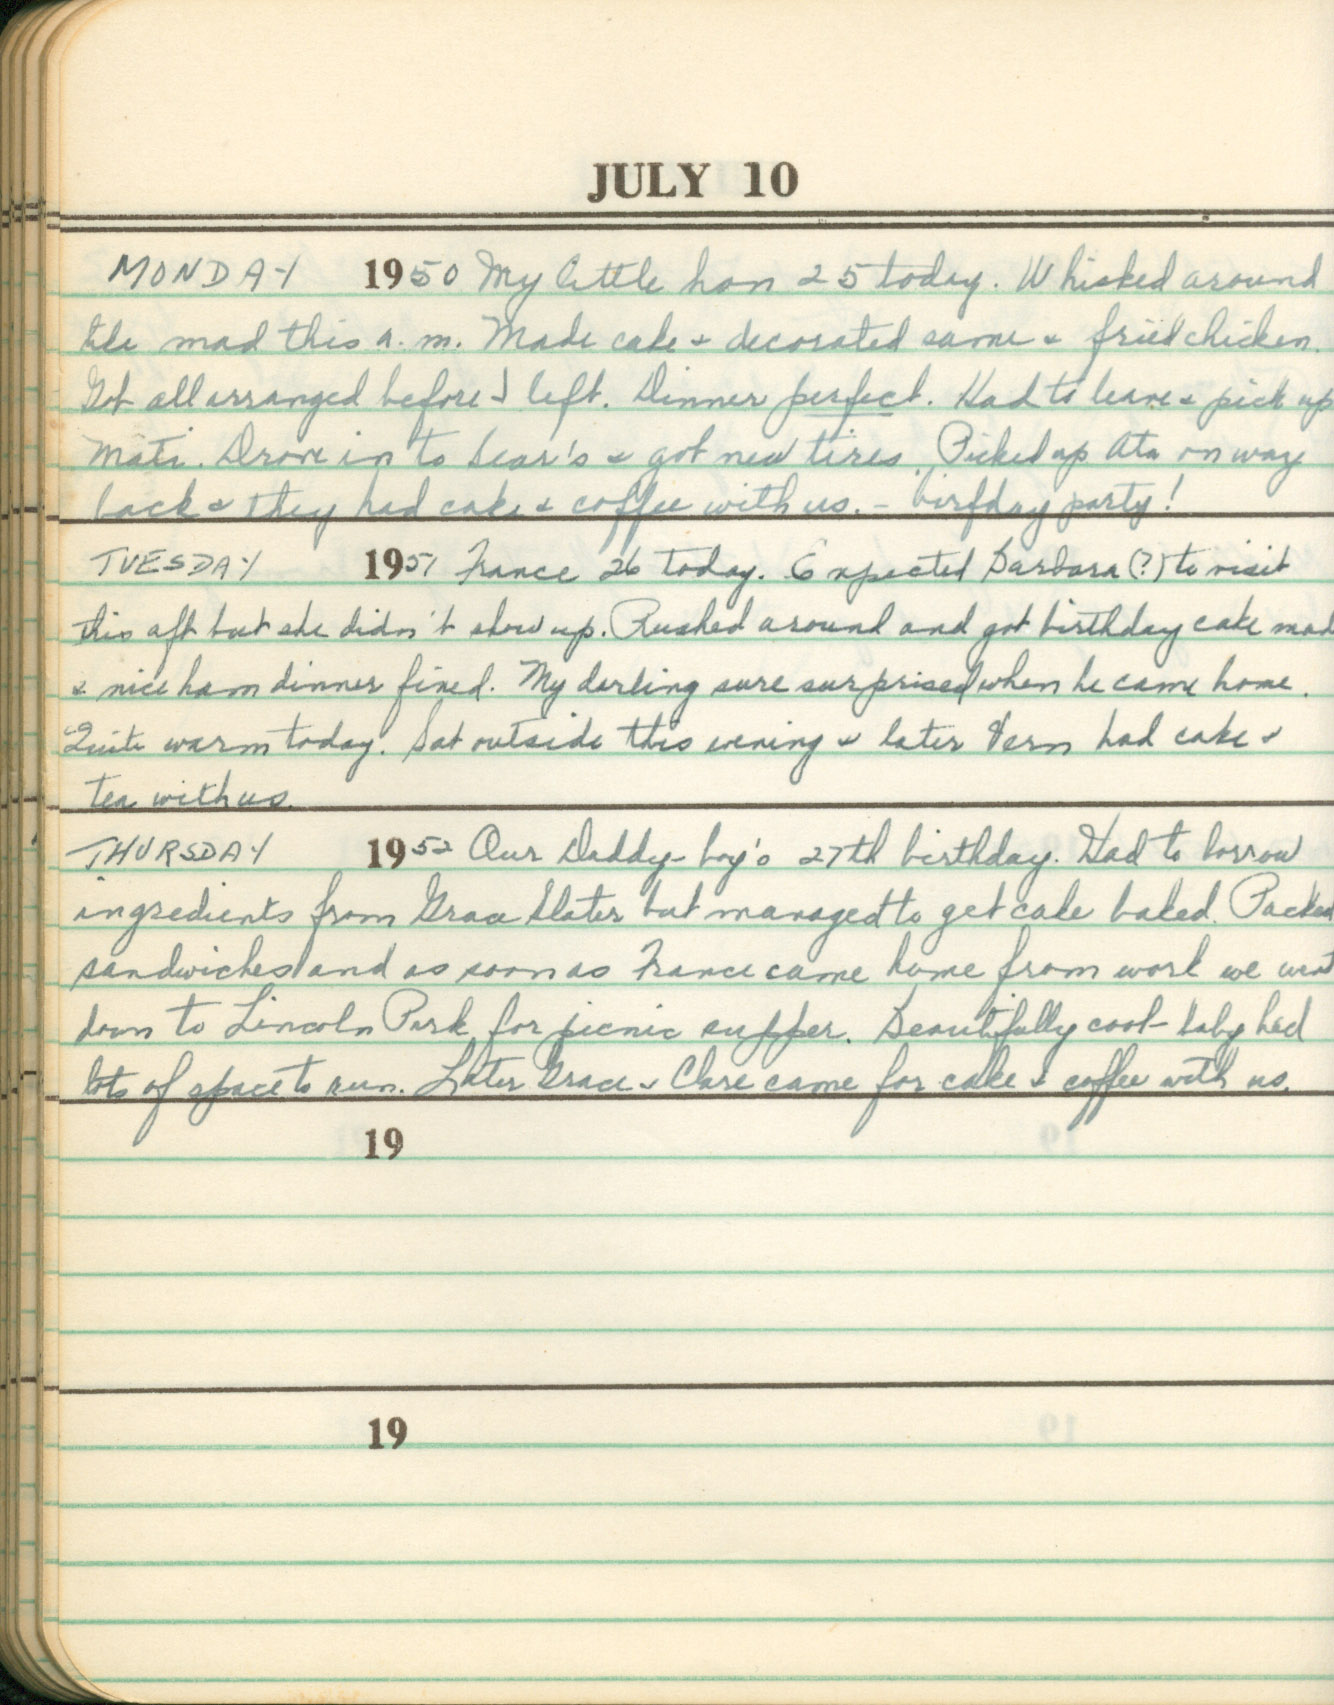 JULY 10
MONDAY 1950 My little hon 25 today. Whisked around
like mad this a.m. Made cake & decorated same & fried chicken.
Got all arranged before I left. Dinner perfect. Had to leave & pick up
Mati. Drove in to Sear's & got new tires. Picked up Ata on way
back & they had cake & coffee with us. - birfday party!
TUESDAY 1951 France 26 today. Expected Barbara (?) to visit
this aft but she didn't show up. Rushed around and got birthday cake made
& nice ham dinner fixed. My darling sure surprised when he came home.
Quite warm today. Sat outside this evening & later Vern had cake &
tea with us.
THURSDAY 1952 Our Daddy-boy's 27th birthday. Had to borrow
ingredients from Grace Slater but managed to get cake baked. Packed
sandwiches and as soon as France came home from work we went
down to Lincoln Park for picnic supper. Beautifully cool - baby had
lots of space to run. Later Grace & Clare came for cake & coffee with us.
19
19